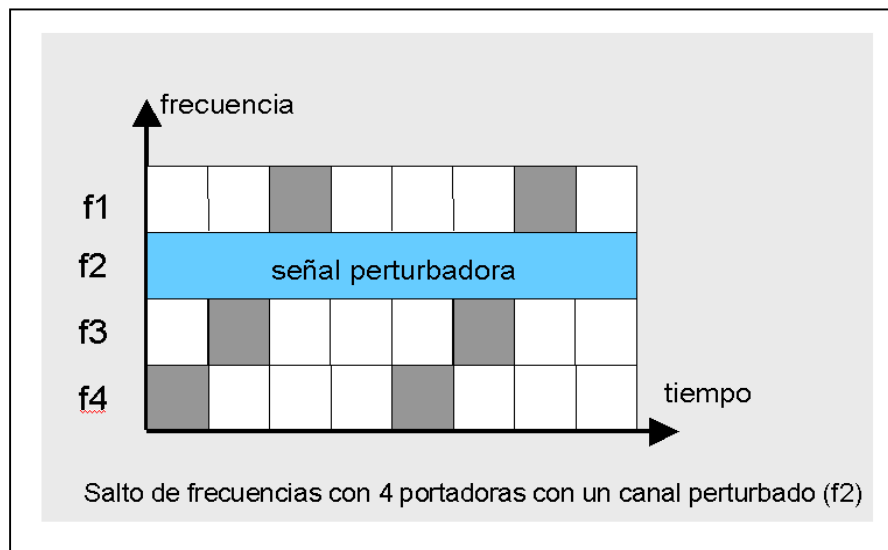 frecuencia
f1
f2
señal perturbadora
f3
f4
tiempo
Salto de frecuencias con 4 portadoras con un canal perturbado (f2)